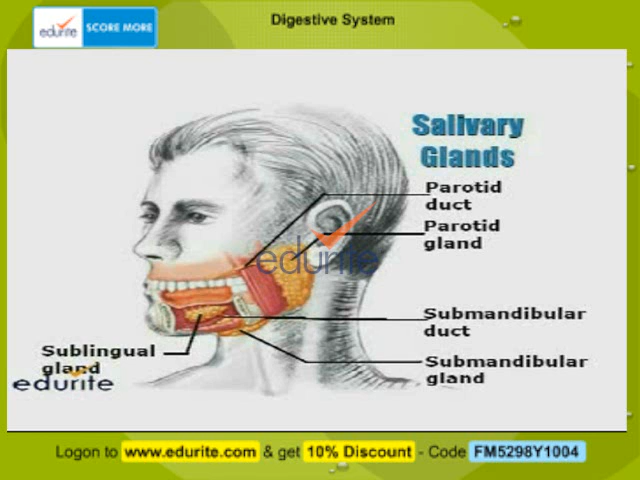 edurite SCORE MORE
Digestive System
Salivary
Glands
Parotid
duct
Parotid
gland
edurite
Submandibular
duct
Submandibular
gland
Sublingual
gland
edurite
Logon to www.edurite.com & get 10% Discount - Code FM5298Y1004